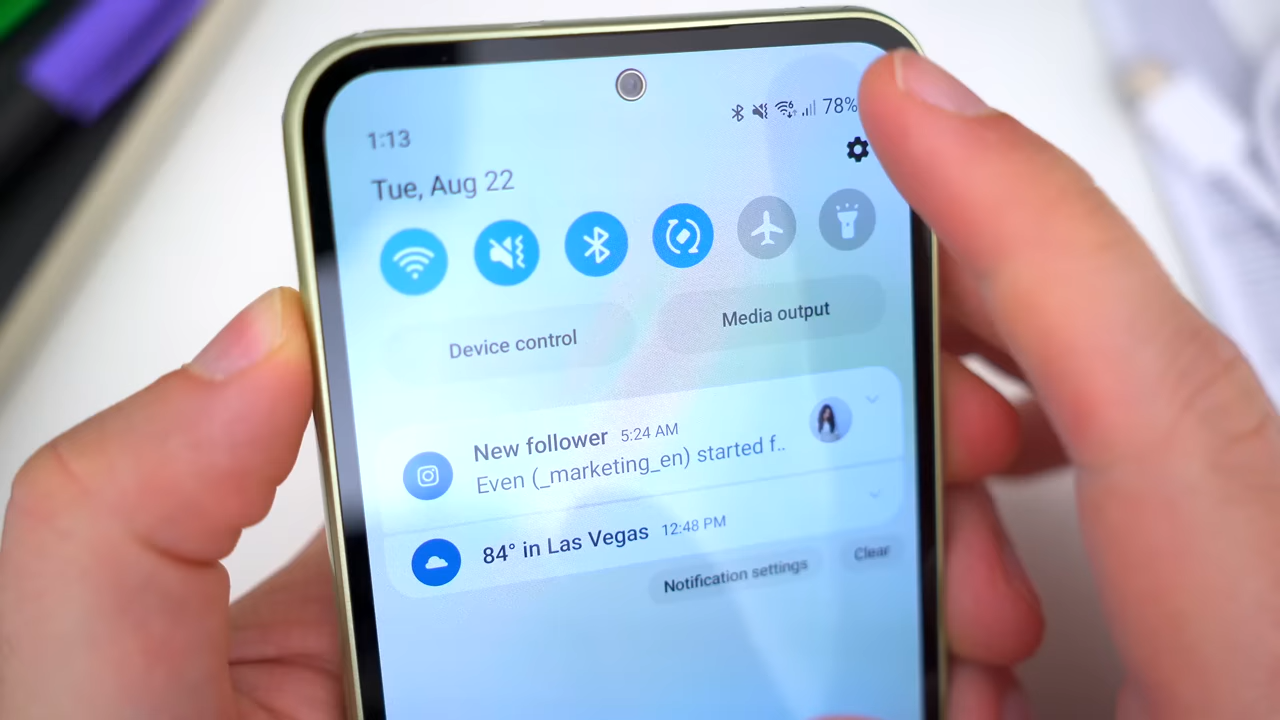 1:13
78%
Tue, Aug 22
Device control
Media output
New follower 5:24 AM
Even (_marketing_en) started f..
84° in Las Vegas 12:48 PM
Notification settings
Clear